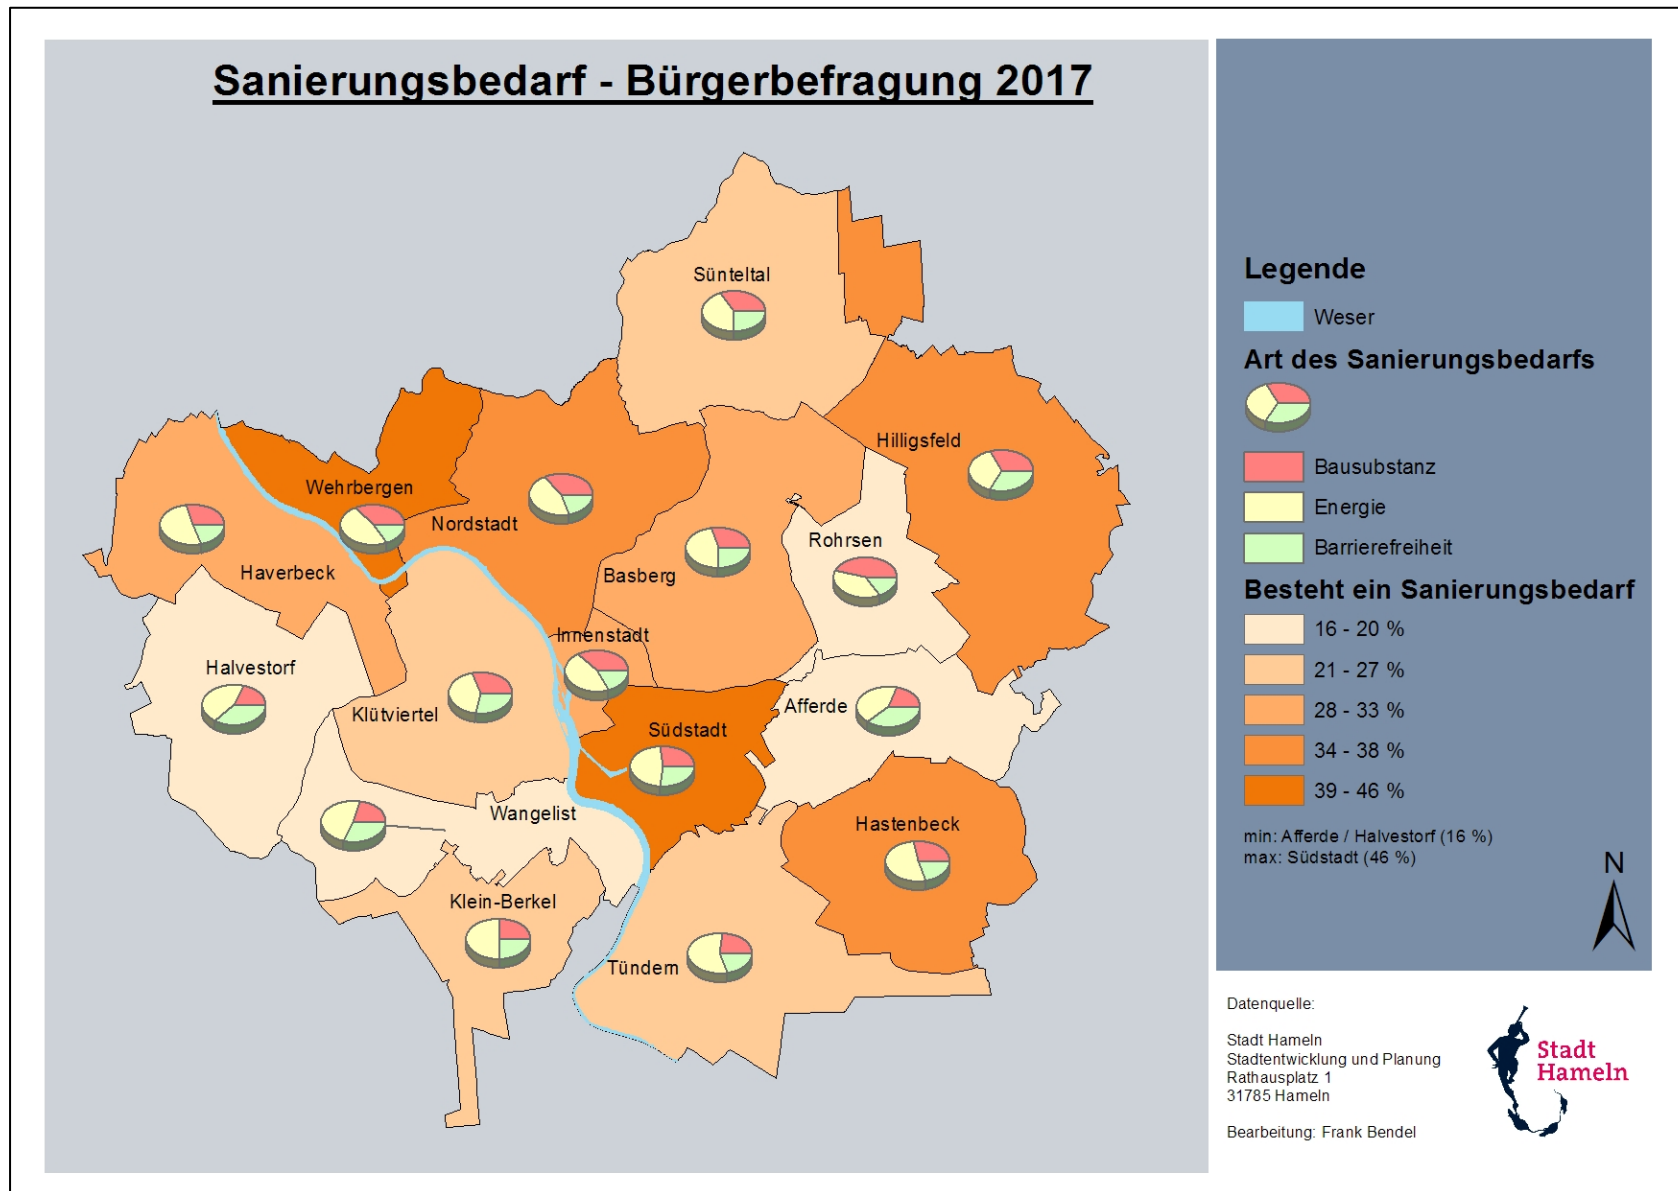 Sanierungsbedarf - Bürgerbefragung 2017
Sünteltal
Hilligsfeld
Wehrbergen
Nordstadt
Rohrsen
Haverbeck
Basberg
Innenstadt
Halvestorf
Klütviertel
Afferde
Südstadt
Wangelist
Hastenbeck
Klein-Berkel
Tündern
Legende
Weser
Art des Sanierungsbedarfs
Bausubstanz
Energie
Barrierefreiheit
Besteht ein Sanierungsbedarf
16 - 20 %
21 - 27 %
28 - 33 %
34 - 38 %
39 - 46 %
min: Afferde / Halvestorf (16 %)
max: Südstadt (46 %)
N
Datenquelle:
Stadt Hameln
Stadtentwicklung und Planung
Rathausplatz 1
31785 Hameln
Bearbeitung: Frank Bendel
Stadt
Hameln